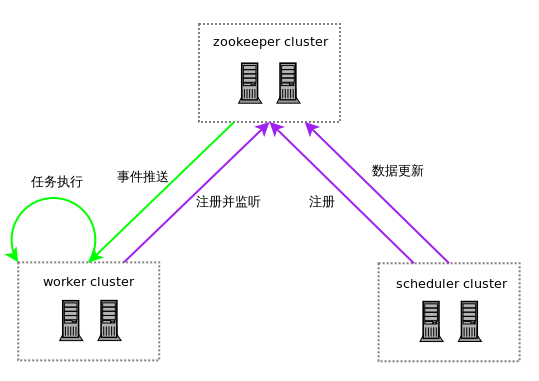 zookeeper cluster
任务执行
事件推送
数据更新
注册并监听
注册
worker cluster
scheduler cluster